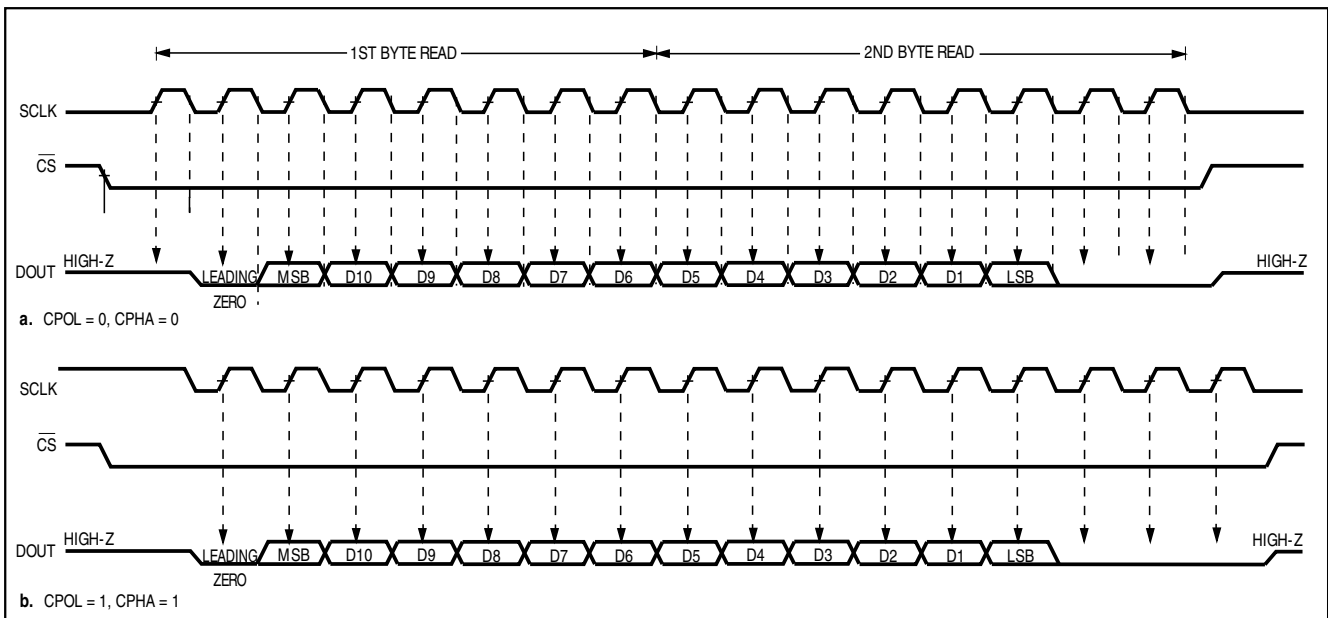 1ST BYTE READ 2ND BYTE READ
SCLK
CS
DOUT HIGH-Z LEADING ZERO MSB D10 D9 D8 D7 D6 D5 D4 D3 D2 D1 LSB HIGH-Z
a. CPOL = 0, CPHA = 0
SCLK
CS
DOUT HIGH-Z LEADING ZERO MSB D10 D9 D8 D7 D6 D5 D4 D3 D2 D1 LSB HIGH-Z
b. CPOL = 1, CPHA = 1